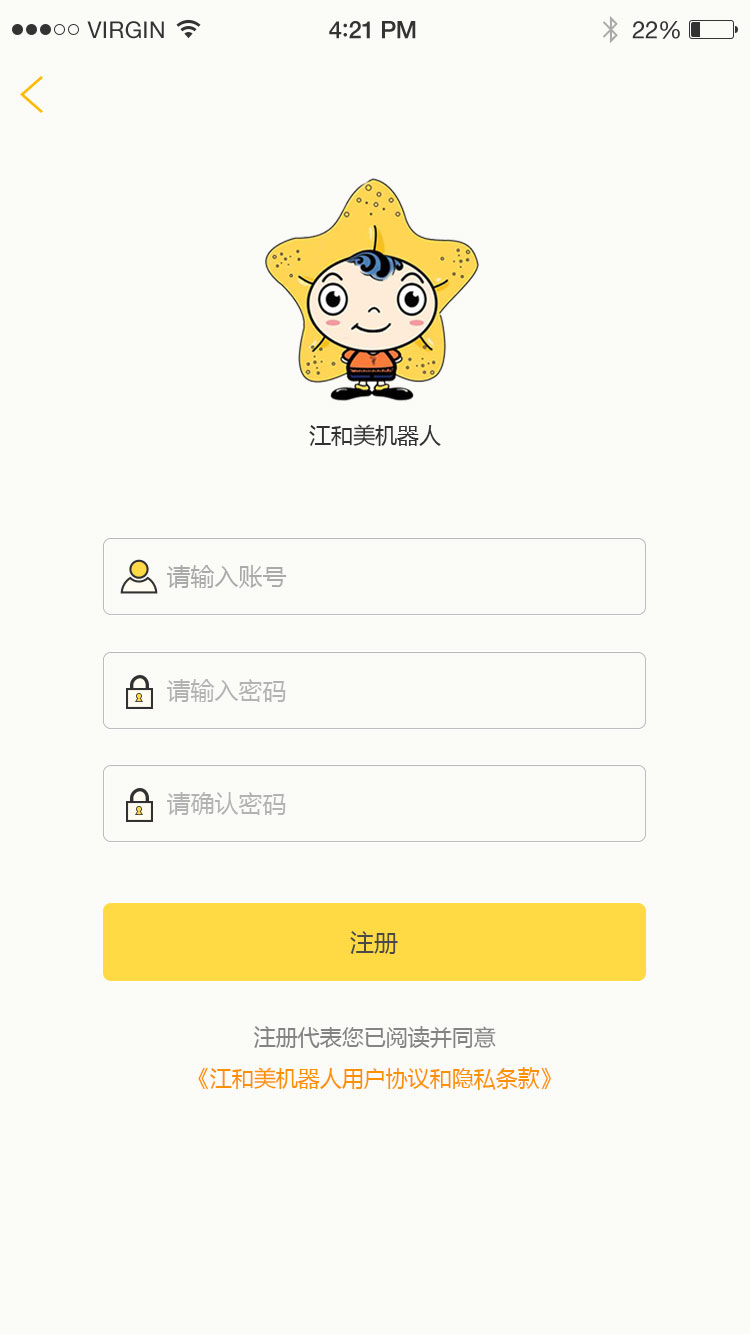 VIRGIN 4:21 PM 22%
江和美机器人
请输入账号
请输入密码
请确认密码
注册
注册代表您已阅读并同意
《江和美机器人用户协议和隐私条款》